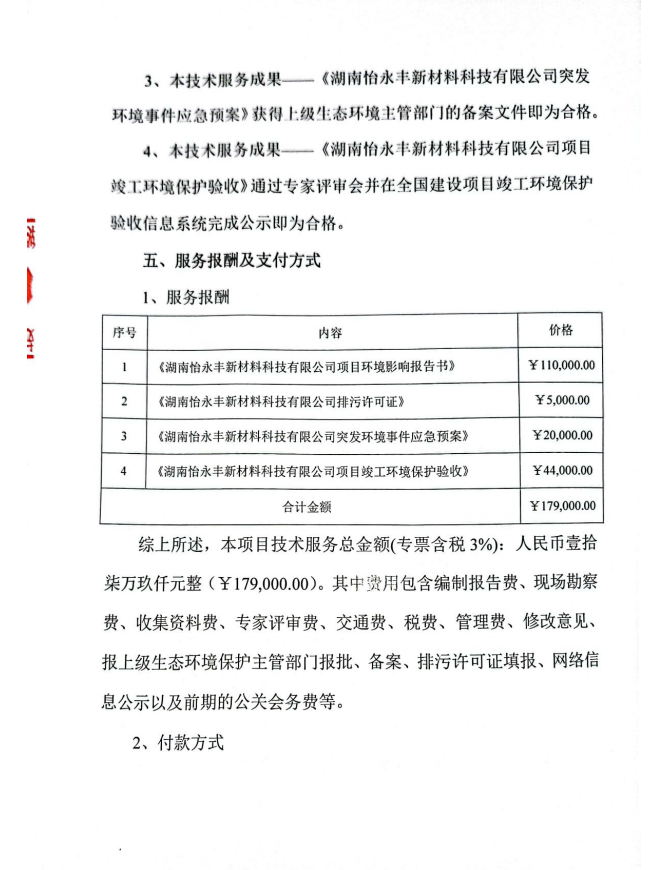 3、本技术服务成果——《湖南怡永丰新材料科技有限公司突发
环境事件应急预案》获得上级生态环境主管部门的备案文件即为合格。
4、本技术服务成果——《湖南怡永丰新材料科技有限公司项目
竣工环境保护验收》通过专家评审会并在全国建设项目竣工环境保护
验收信息系统完成公示即为合格。
五、服务报酬及支付方式
1、服务报酬
序号 内容 价格
1 《湖南怡永丰新材料科技有限公司项目环境影响报告书》 ￥110,000.00
2 《湖南怡永丰新材料科技有限公司排污许可证》 ￥5,000.00
3 《湖南怡永丰新材料科技有限公司突发环境事件应急预案》 ￥20,000.00
4 《湖南怡永丰新材料科技有限公司项目竣工环境保护验收》 ￥44,000.00
合计金额 ￥179,000.00
综上所述，本项目技术服务总金额(专票含税 3%)：人民币壹拾
柒万玖仟元整（￥179,000.00）。其中费用包含编制报告费、现场勘察
费、收集资料费、专家评审费、交通费、税费、管理费、修改意见、
报上级生态环境保护主管部门报批、备案、排污许可证填报、网络信
息公示以及前期的公关会务费等。
2、付款方式